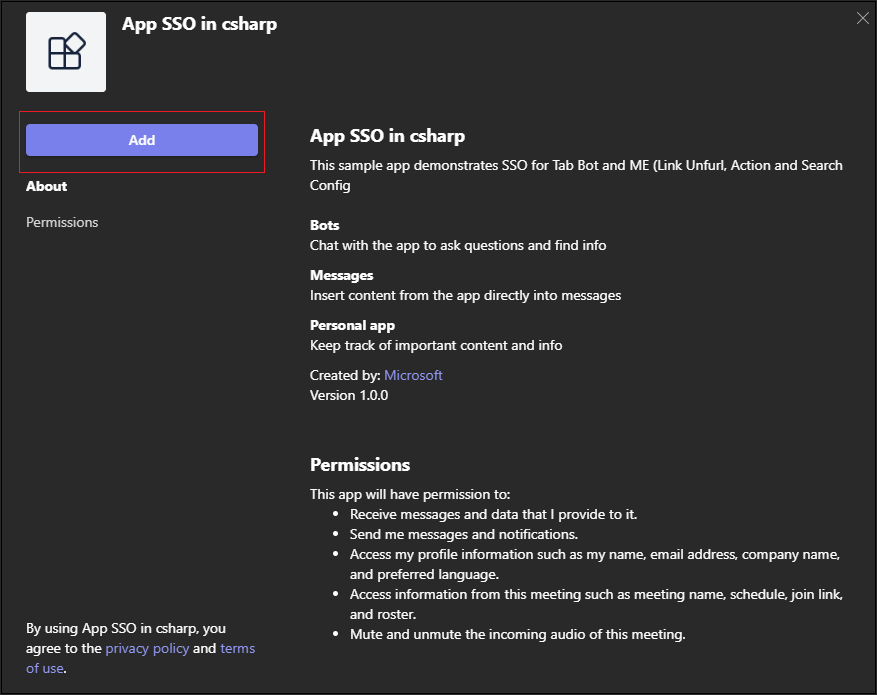 App SSO in csharp
Add
About
Permissions
By using App SSO in csharp, you
agree to the privacy policy and terms
of use.
App SSO in csharp
This sample app demonstrates SSO for Tab Bot and ME (Link Unfurl, Action and Search
Config
Bots
Chat with the app to ask questions and find info
Messages
Insert content from the app directly into messages
Personal app
Keep track of important content and info
Created by: Microsoft
Version 1.0.0
Permissions
This app will have permission to:
• Receive messages and data that I provide to it.
• Send me messages and notifications.
• Access my profile information such as my name, email address, company name,
and preferred language.
• Access information from this meeting such as meeting name, schedule, join link,
and roster.
• Mute and unmute the incoming audio of this meeting.